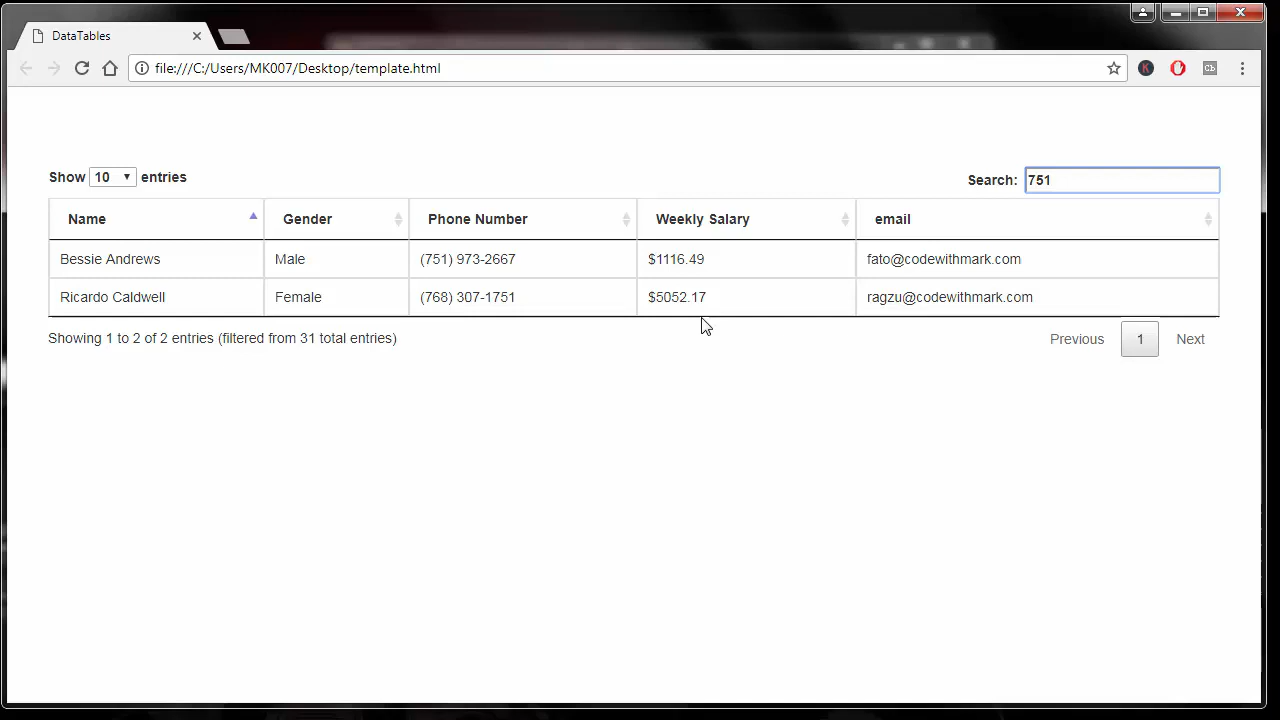 DataTables
file:///C:/Users/MK007/Desktop/template.html
K
Cb
Show 10 entries
Search: 751
Name Gender Phone Number Weekly Salary email
Bessie Andrews Male (751) 973-2667 $1116.49 fato@codewithmark.com
Ricardo Caldwell Female (768) 307-1751 $5052.17 ragzu@codewithmark.com
Showing 1 to 2 of 2 entries (filtered from 31 total entries)
Previous 1 Next